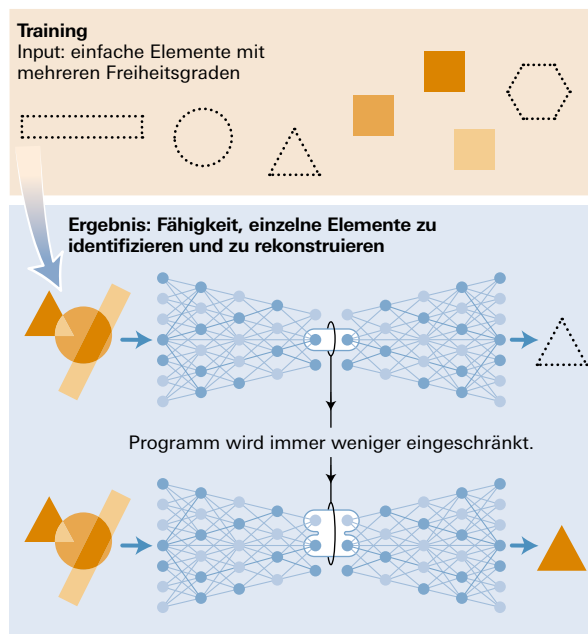 Training
Input: einfache Elemente mit
mehreren Freiheitsgraden
Ergebnis: Fähigkeit, einzelne Elemente zu
identifizieren und zu rekonstruieren
Programm wird immer weniger eingeschränkt.